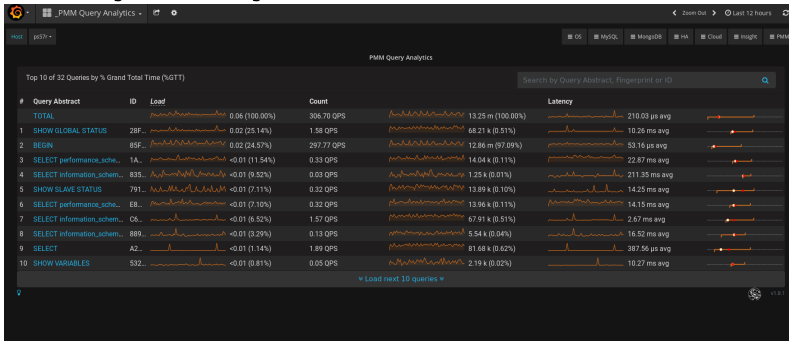 _PMM Query Analytics
Zoom Out
Last 12 hours
Host
ps57r
OS
MySQL
MongoDB
HA
Cloud
Insight
PMM
PMM Query Analytics
Top 10 of 32 Queries by % Grand Total Time (%GTT)
Search by Query Abstract, Fingerprint or ID
# Query Abstract ID Load Count Latency
TOTAL 0.06 (100.00%) 306.70 QPS 13.25 m (100.00%) 210.03 µs avg
1 SHOW GLOBAL STATUS 28F... 0.02 (25.14%) 1.58 QPS 68.21 k (0.51%) 10.26 ms avg
2 BEGIN 85F... 0.02 (24.57%) 297.77 QPS 12.86 m (97.09%) 53.16 µs avg
3 SELECT performance_sche... 1A... <0.01 (11.54%) 0.33 QPS 14.04 k (0.11%) 22.87 ms avg
4 SELECT information_schem... 835... <0.01 (9.52%) 0.03 QPS 1.25 k (0.01%) 211.35 ms avg
5 SHOW SLAVE STATUS 791... <0.01 (7.11%) 0.32 QPS 13.89 k (0.10%) 14.25 ms avg
6 SELECT performance_sche... E8... <0.01 (7.10%) 0.32 QPS 13.96 k (0.11%) 14.15 ms avg
7 SELECT information_schem... C6... <0.01 (6.52%) 1.57 QPS 67.91 k (0.51%) 2.67 ms avg
8 SELECT information_schem... 889... <0.01 (3.29%) 0.13 QPS 5.54 k (0.04%) 16.52 ms avg
9 SELECT A2... <0.01 (1.14%) 1.89 QPS 81.68 k (0.62%) 387.56 µs avg
10 SHOW VARIABLES 532... <0.01 (0.81%) 0.05 QPS 2.19 k (0.02%) 10.27 ms avg
Load next 10 queries
v1.8.1